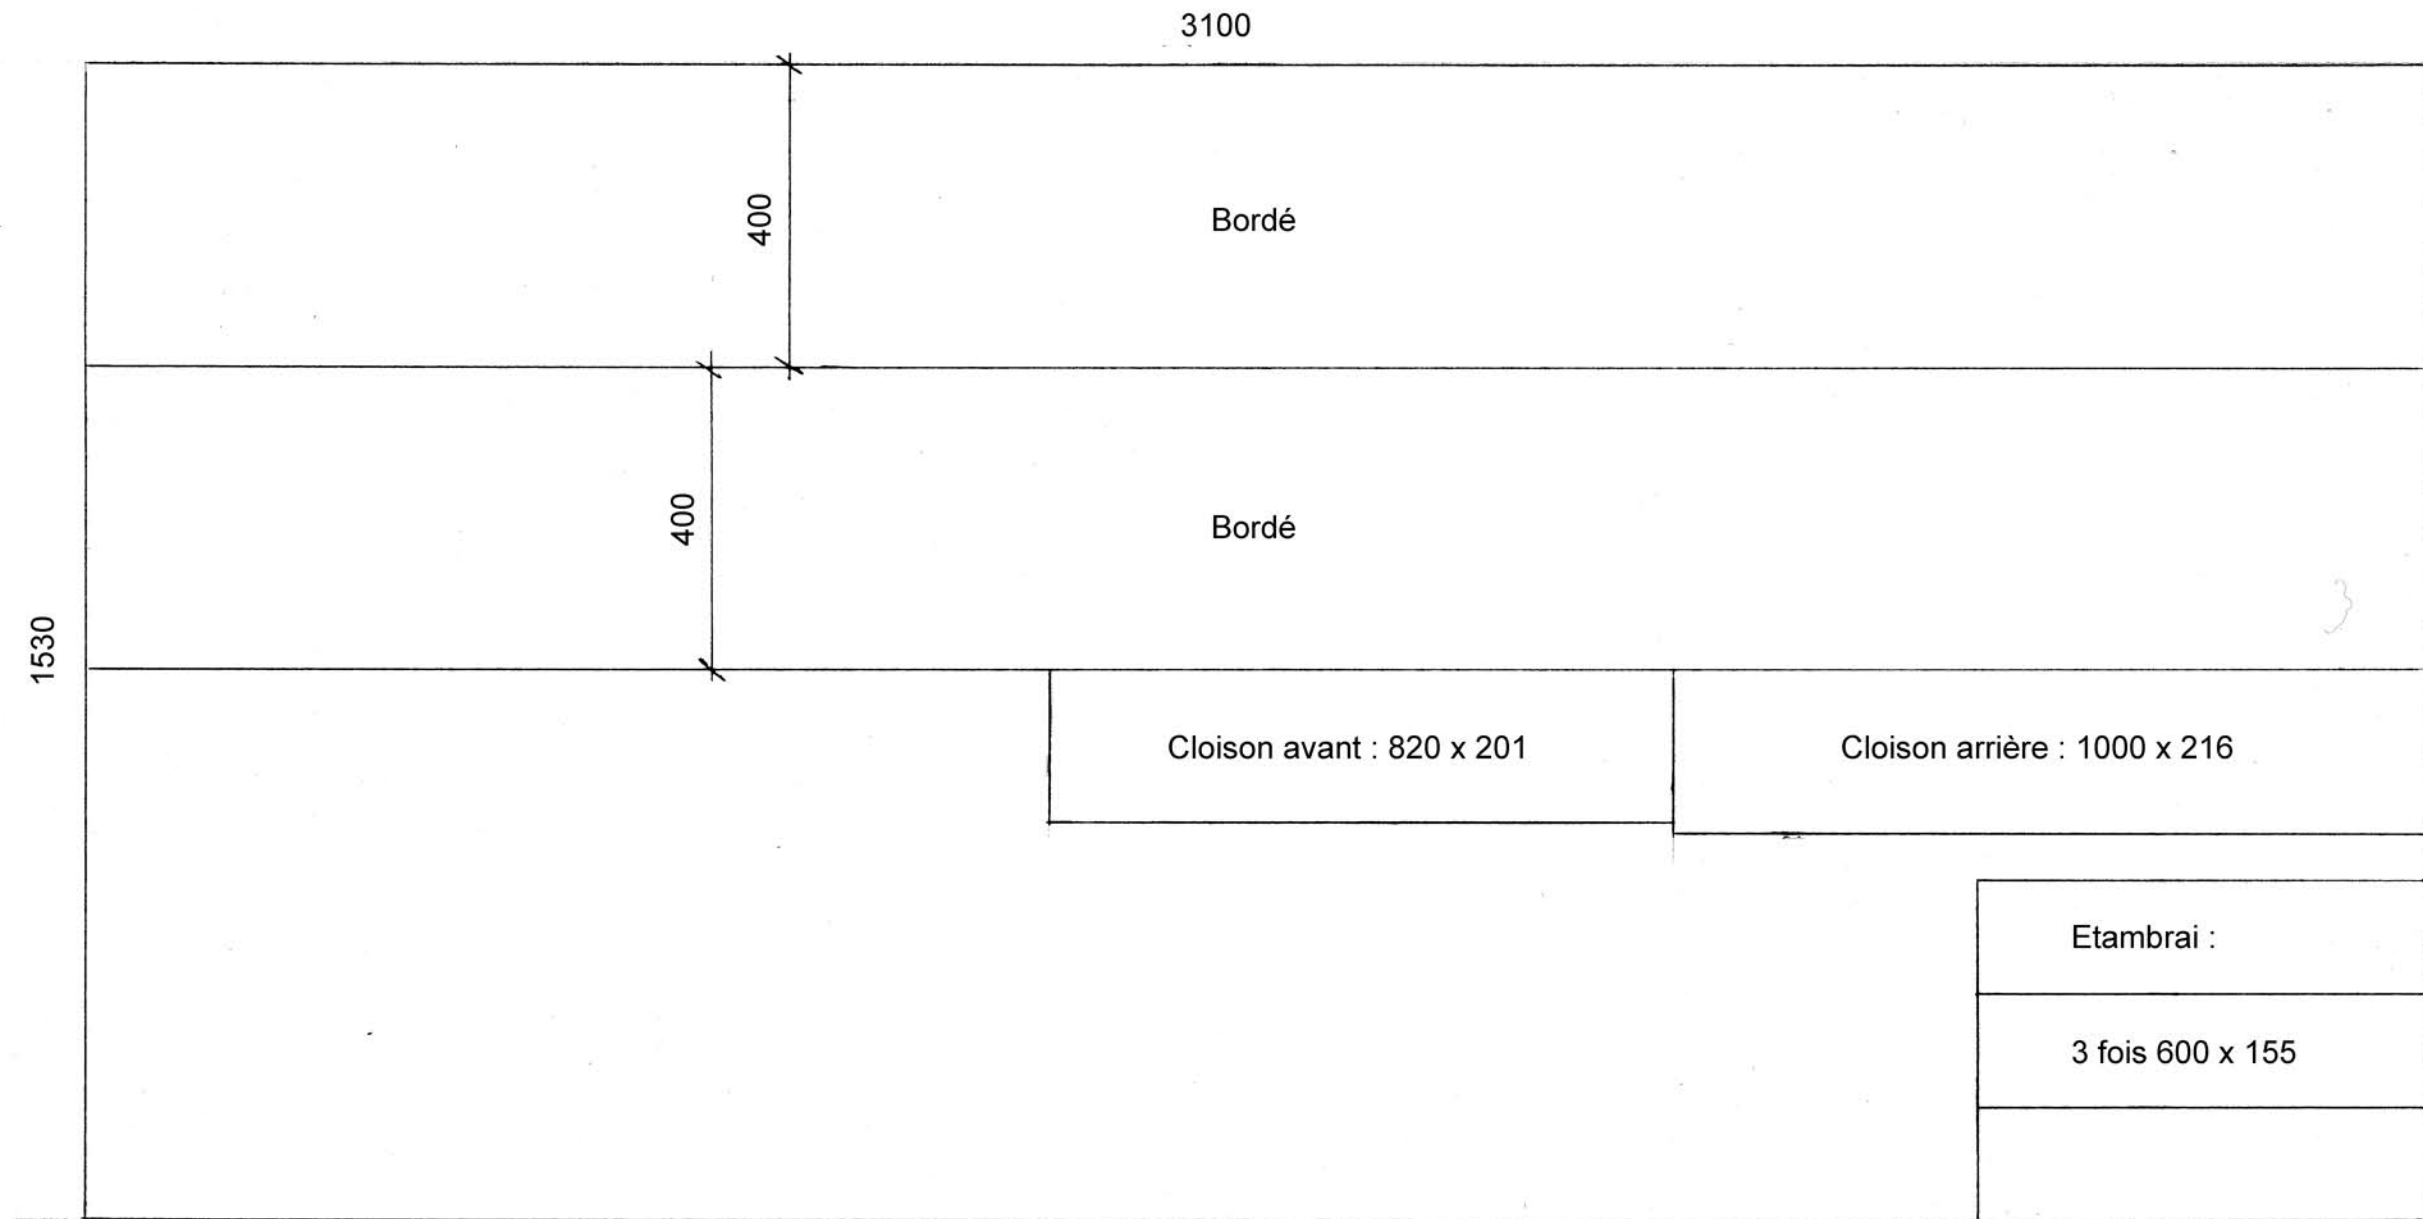 3100
400
Bordé
400
Bordé
1530
Cloison avant : 820 x 201
Cloison arrière : 1000 x 216
Etambrai :
3 fois 600 x 155